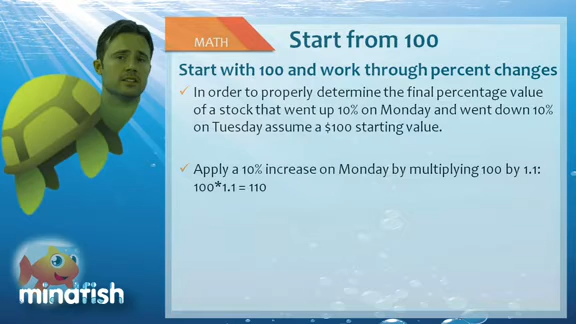 MATH
Start from 100
Start with 100 and work through percent changes
✓ In order to properly determine the final percentage value
of a stock that went up 10% on Monday and went down 10%
on Tuesday assume a $100 starting value.
✓ Apply a 10% increase on Monday by multiplying 100 by 1.1:
100*1.1 = 110
minafish